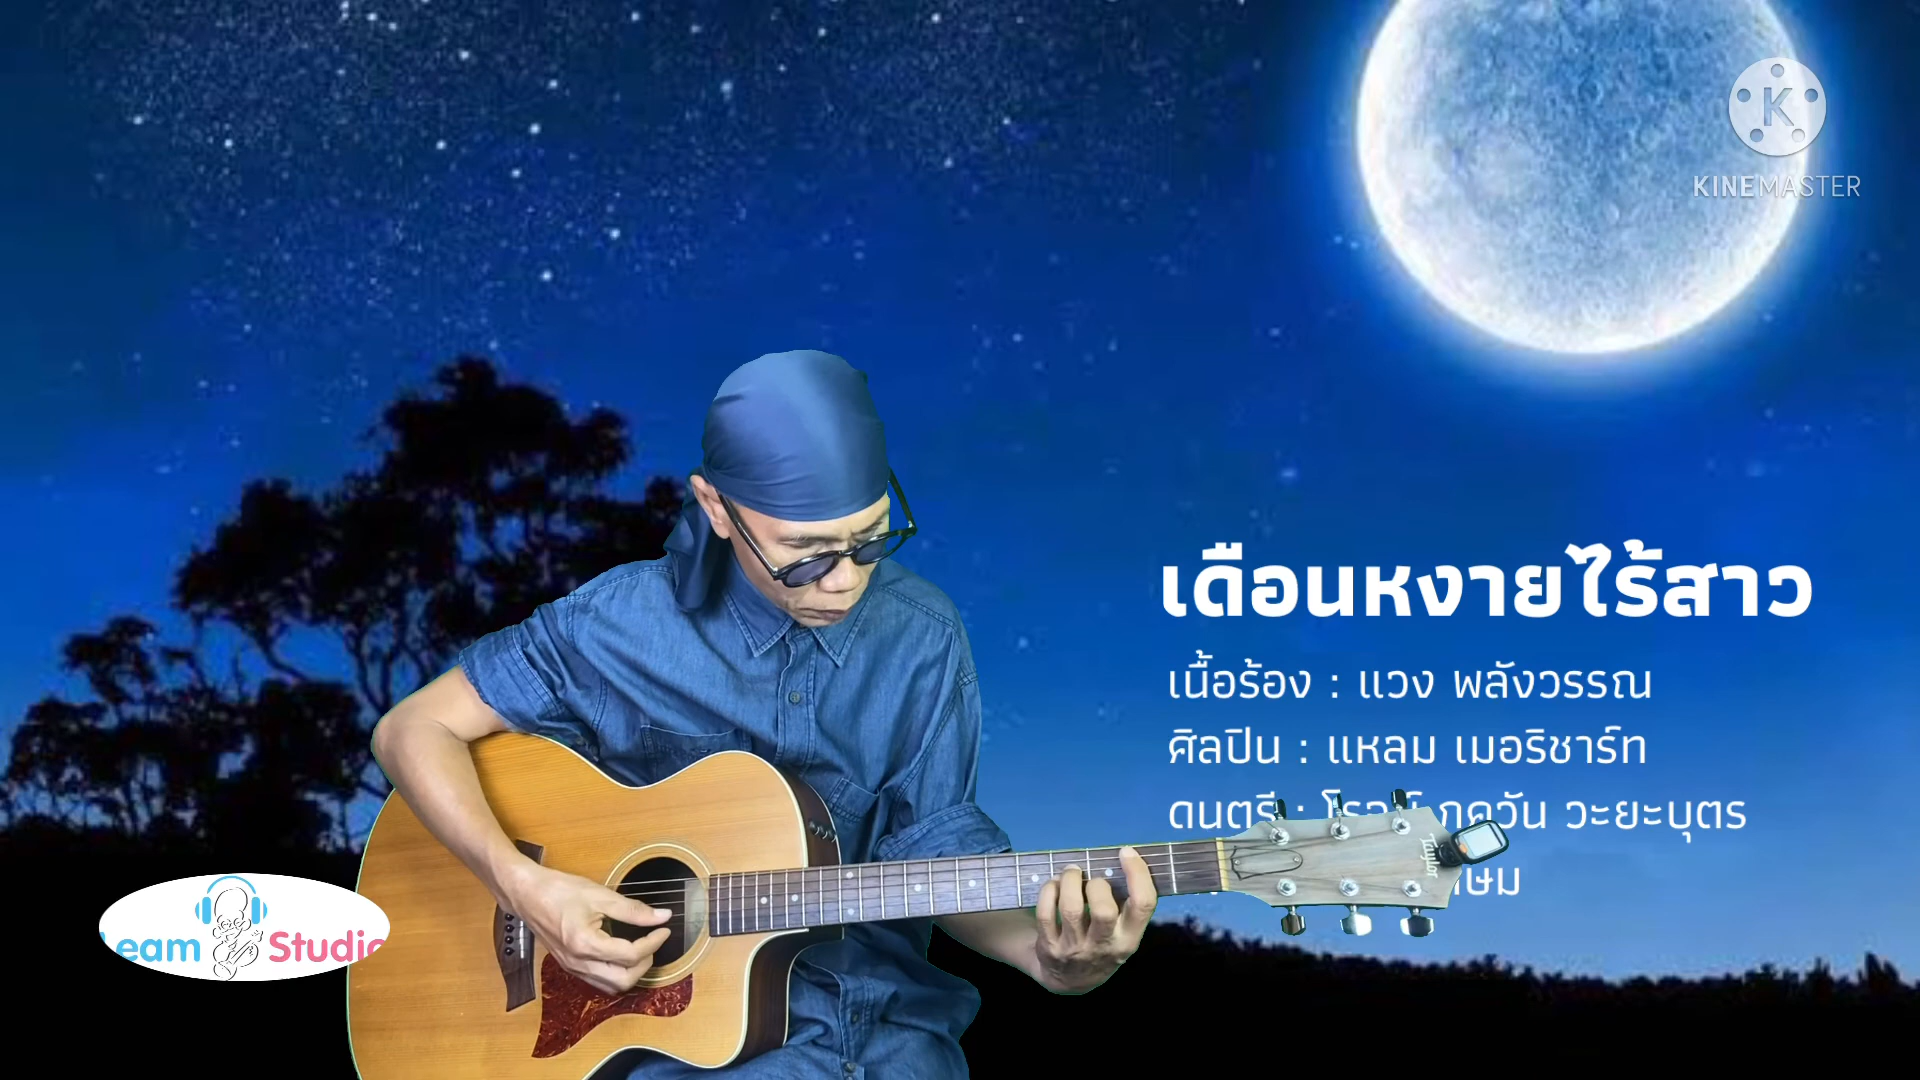 K
KINEMASTER
เดือนหงายไร้สาว
เนื้อร้อง : แวง พลังวรรณ
ศิลปิน : แหลม เมอริชาร์ท
ดนตรี : วะยะบุตร
Taylor
Studio